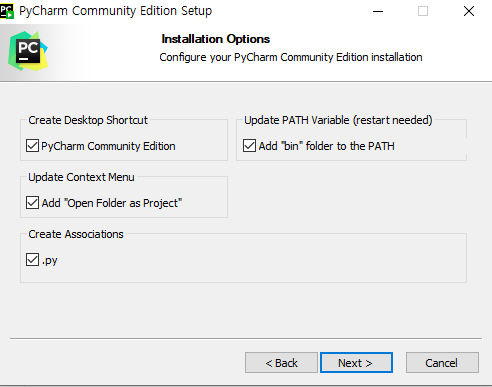 PyCharm Community Edition Setup
PC
Installation Options
Configure your PyCharm Community Edition installation
Create Desktop Shortcut
PyCharm Community Edition
Update PATH Variable (restart needed)
Add "bin" folder to the PATH
Update Context Menu
Add "Open Folder as Project"
Create Associations
.py
< Back
Next >
Cancel